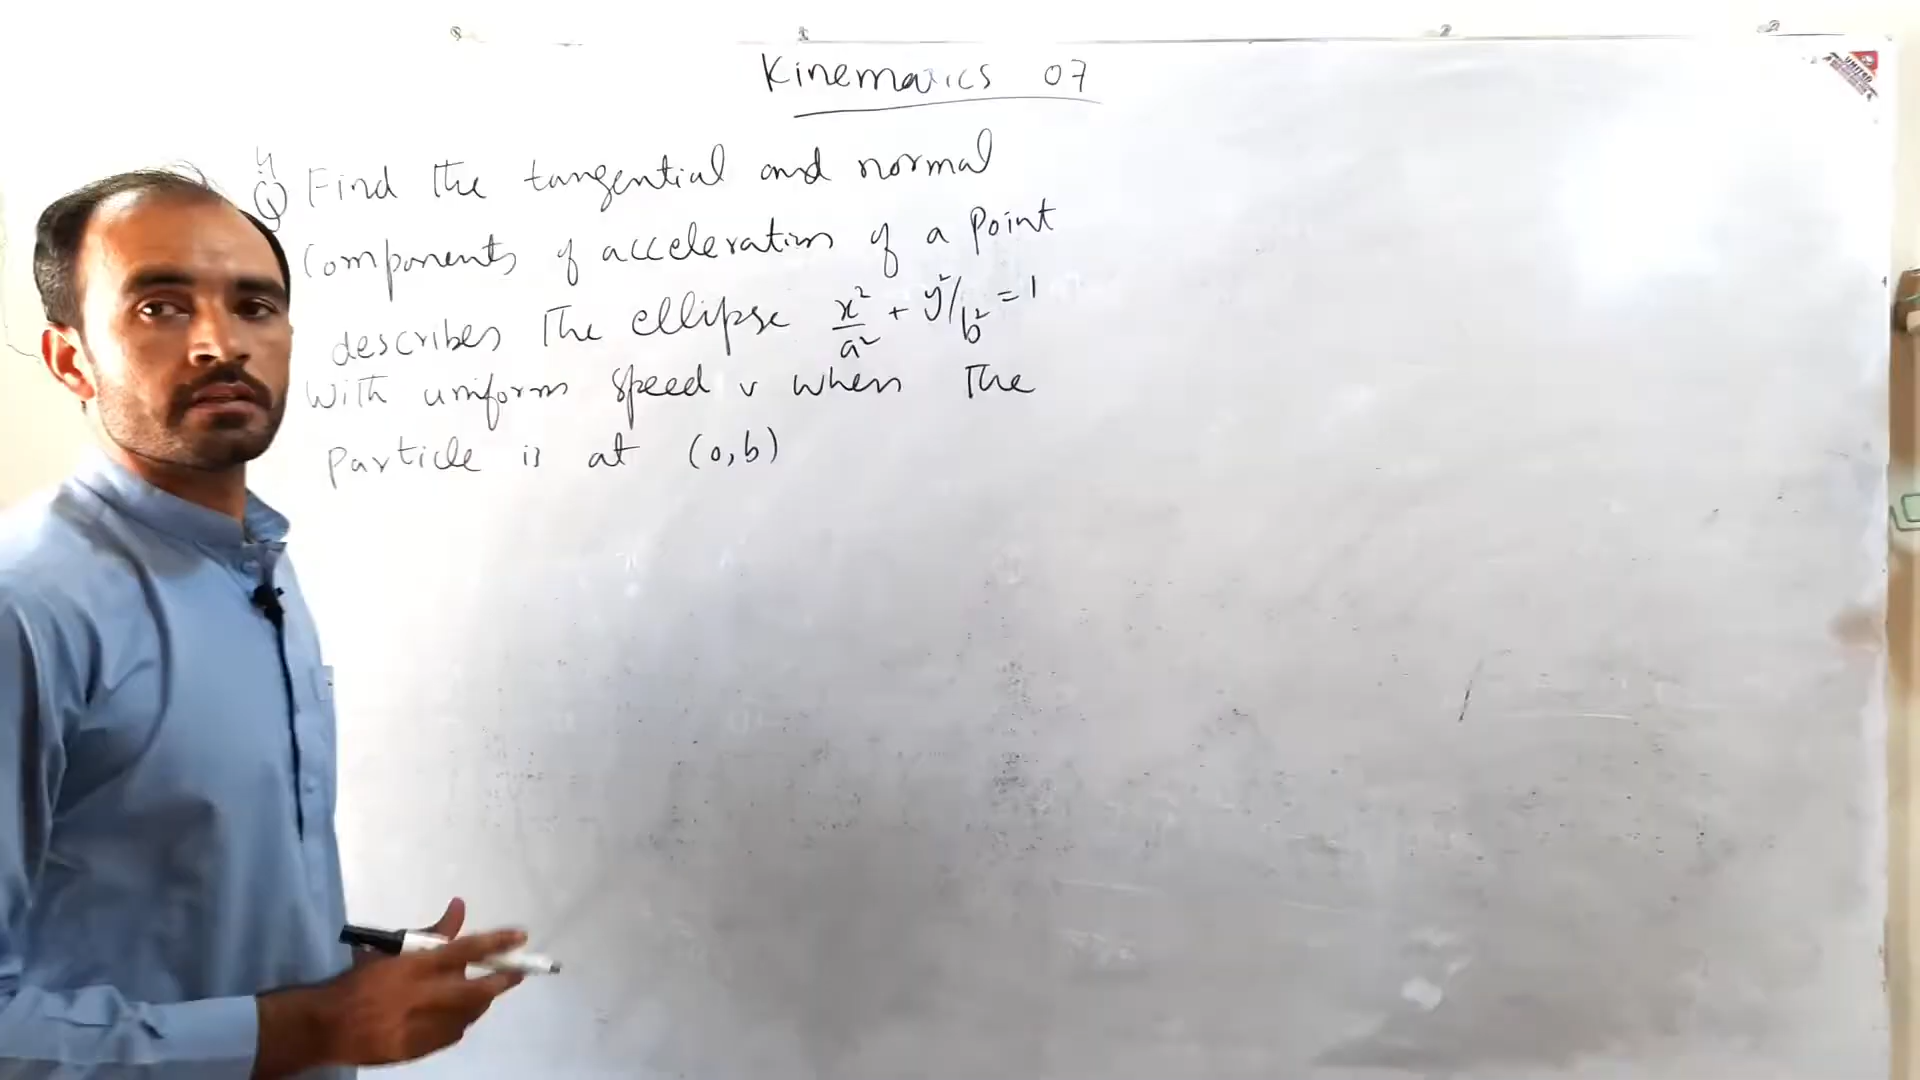 Kinematics 07
Q Find the tangential and normal
Components of acceleration of a point
describes the ellipse x²/a² + y²/b² = 1
with uniform speed v when the
particle is at (0,b)
UNITED